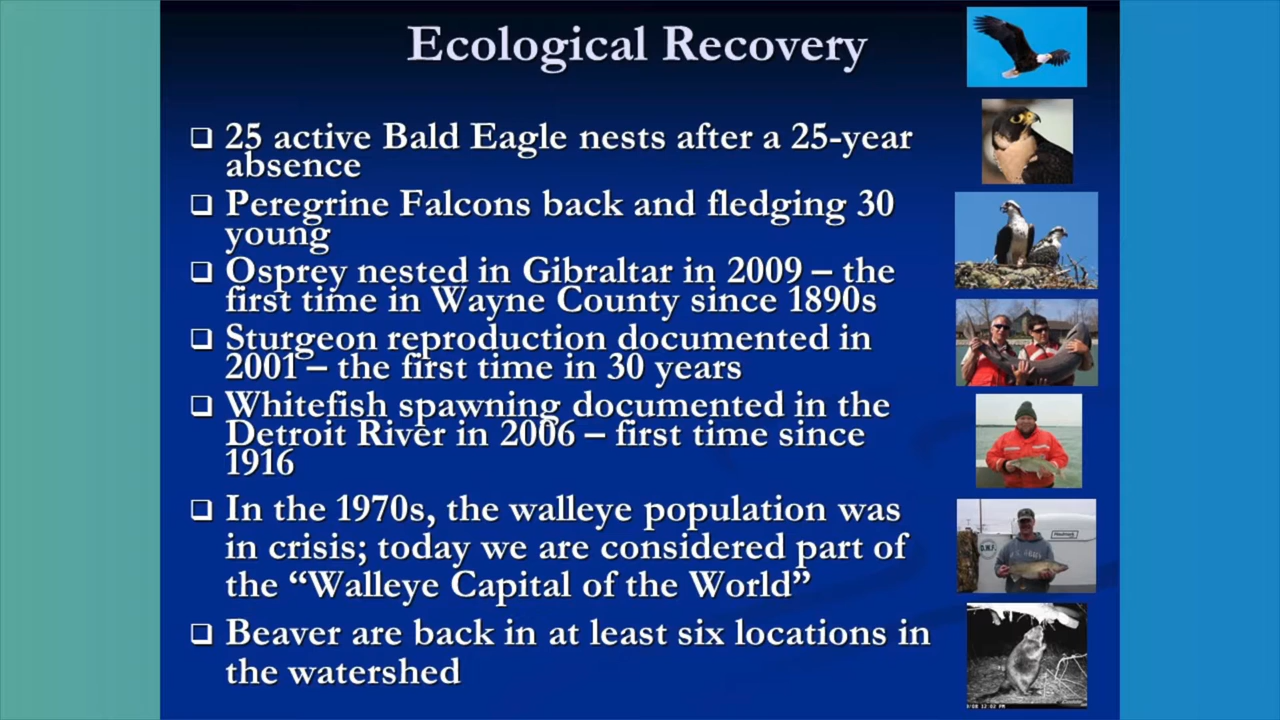 Ecological Recovery
❑ 25 active Bald Eagle nests after a 25-year
absence
❑ Peregrine Falcons back and fledging 30
young
❑ Osprey nested in Gibraltar in 2009 – the
first time in Wayne County since 1890s
❑ Sturgeon reproduction documented in
2001 – the first time in 30 years
❑ Whitefish spawning documented in the
Detroit River in 2006 – first time since
1916
❑ In the 1970s, the walleye population was
in crisis; today we are considered part of
the “Walleye Capital of the World”
❑ Beaver are back in at least six locations in
the watershed